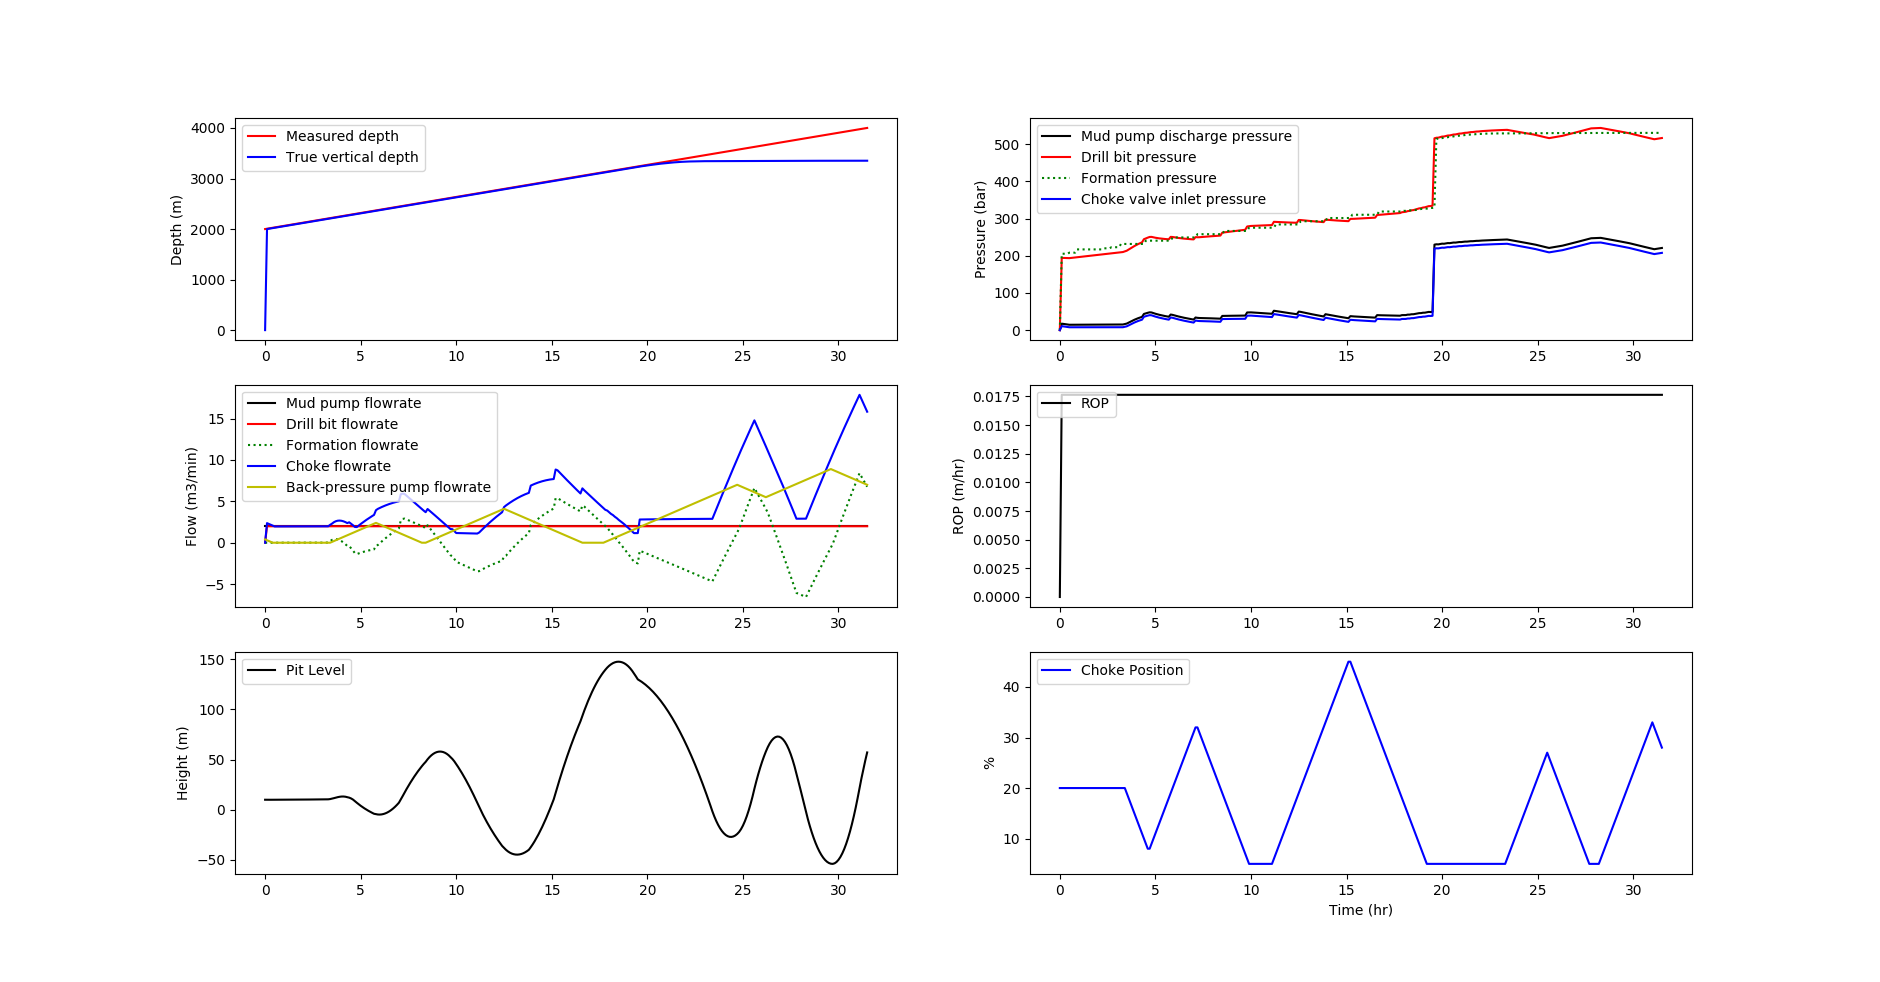 Depth (m)
4000
3000
2000
1000
0
Measured depth
True vertical depth
0 5 10 15 20 25 30
Pressure (bar)
500
400
300
200
100
0
Mud pump discharge pressure
Drill bit pressure
Formation pressure
Choke valve inlet pressure
0 5 10 15 20 25 30
Flow (m3/min)
15
10
5
0
−5
Mud pump flowrate
Drill bit flowrate
Formation flowrate
Choke flowrate
Back-pressure pump flowrate
0 5 10 15 20 25 30
ROP (m/hr)
0.0175
0.0150
0.0125
0.0100
0.0075
0.0050
0.0025
0.0000
ROP
0 5 10 15 20 25 30
Height (m)
150
100
50
0
−50
Pit Level
0 5 10 15 20 25 30
%
40
30
20
10
Choke Position
0 5 10 15 20 25 30
Time (hr)